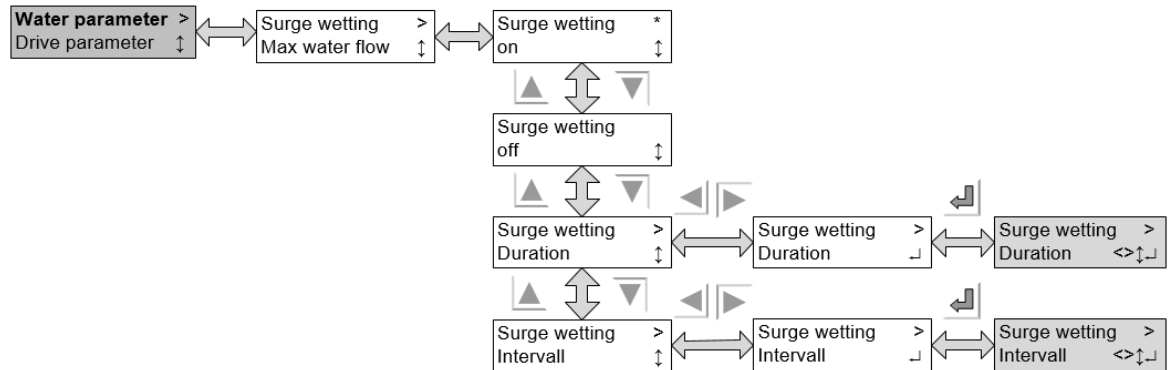 Water parameter >
Drive parameter ↕
Surge wetting >
Max water flow ↕
Surge wetting *
on ↕
Surge wetting
off ↕
Surge wetting >
Duration ↕
Surge wetting >
Duration ↵
Surge wetting >
Duration <>↕↵
Surge wetting >
Intervall ↕
Surge wetting >
Intervall ↵
Surge wetting >
Intervall <>↕↵